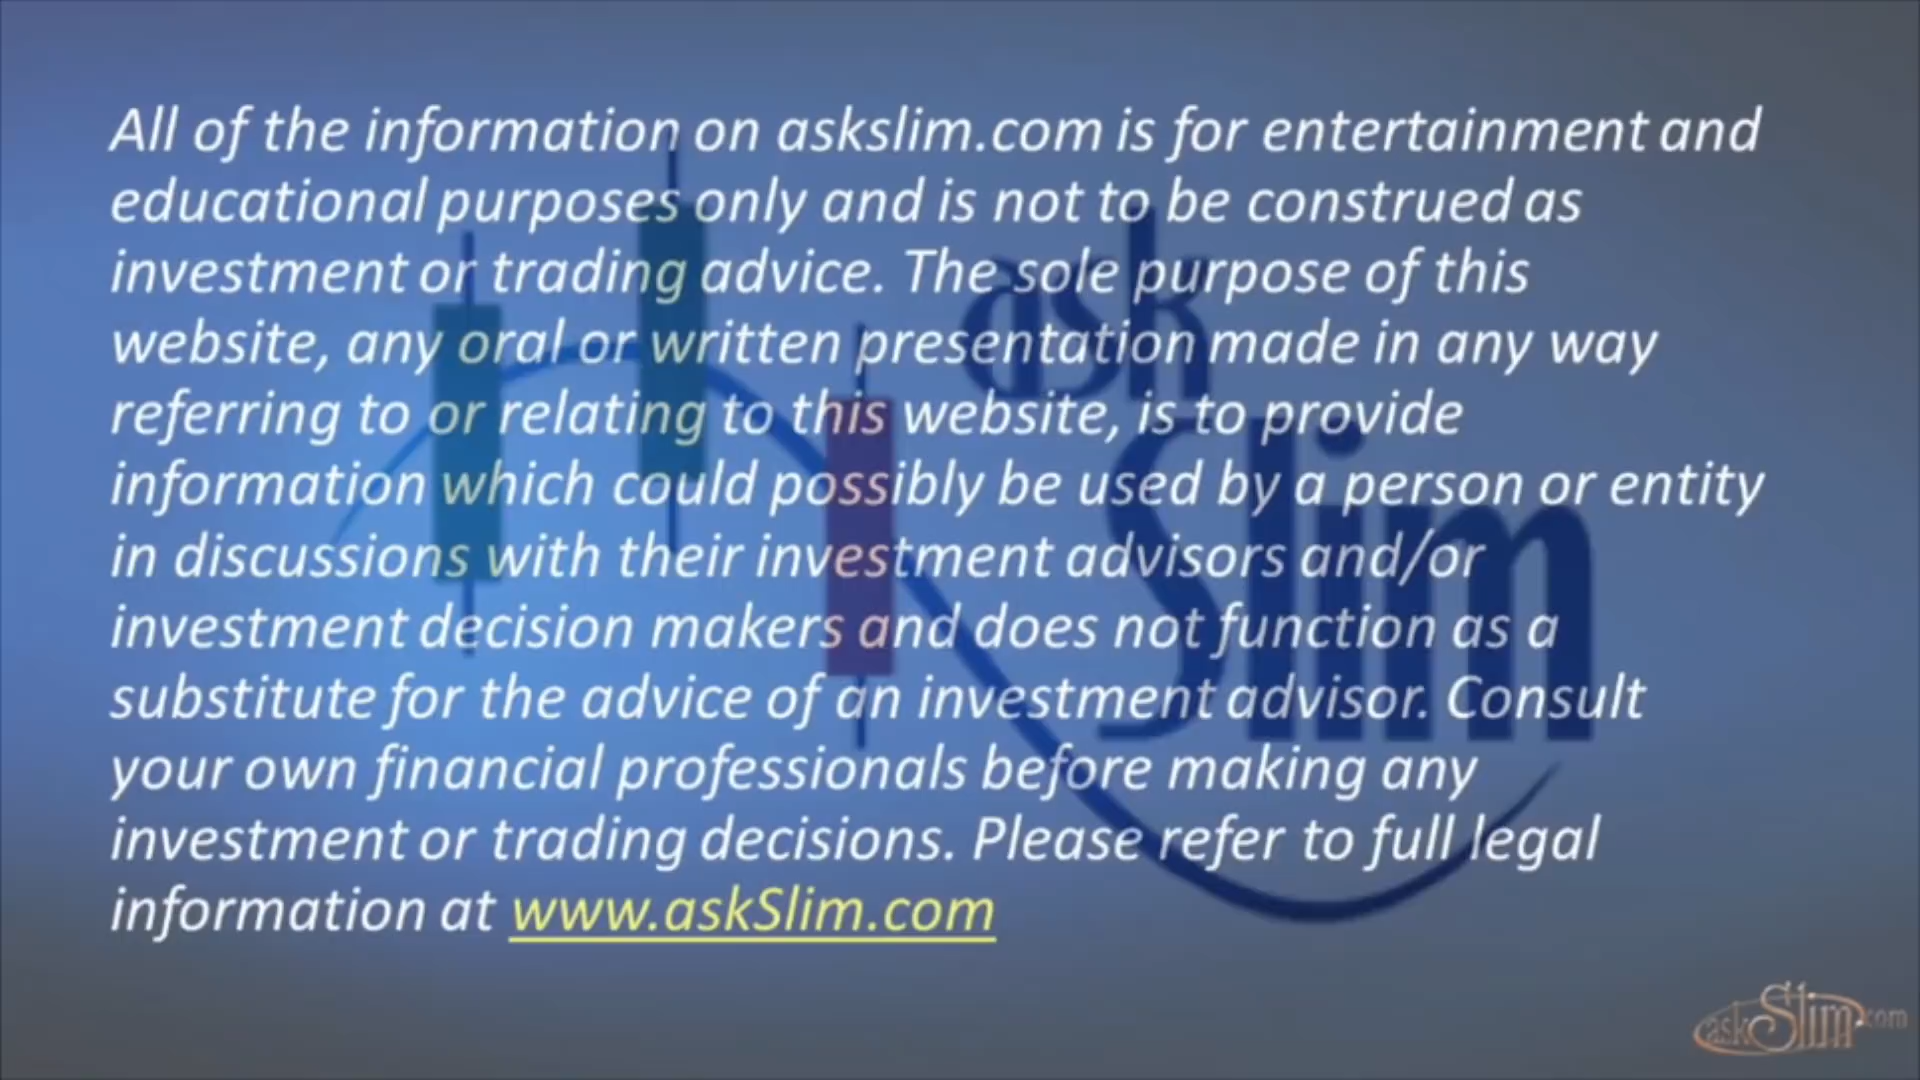 All of the information on askslim.com is for entertainment and
educational purposes only and is not to be construed as
investment or trading advice. The sole purpose of this
website, any oral or written presentation made in any way
referring to or relating to this website, is to provide
information which could possibly be used by a person or entity
in discussions with their investment advisors and/or
investment decision makers and does not function as a
substitute for the advice of an investment advisor. Consult
your own financial professionals before making any
investment or trading decisions. Please refer to full legal
information at www.askSlim.com
ask
Slim
askSlim.com